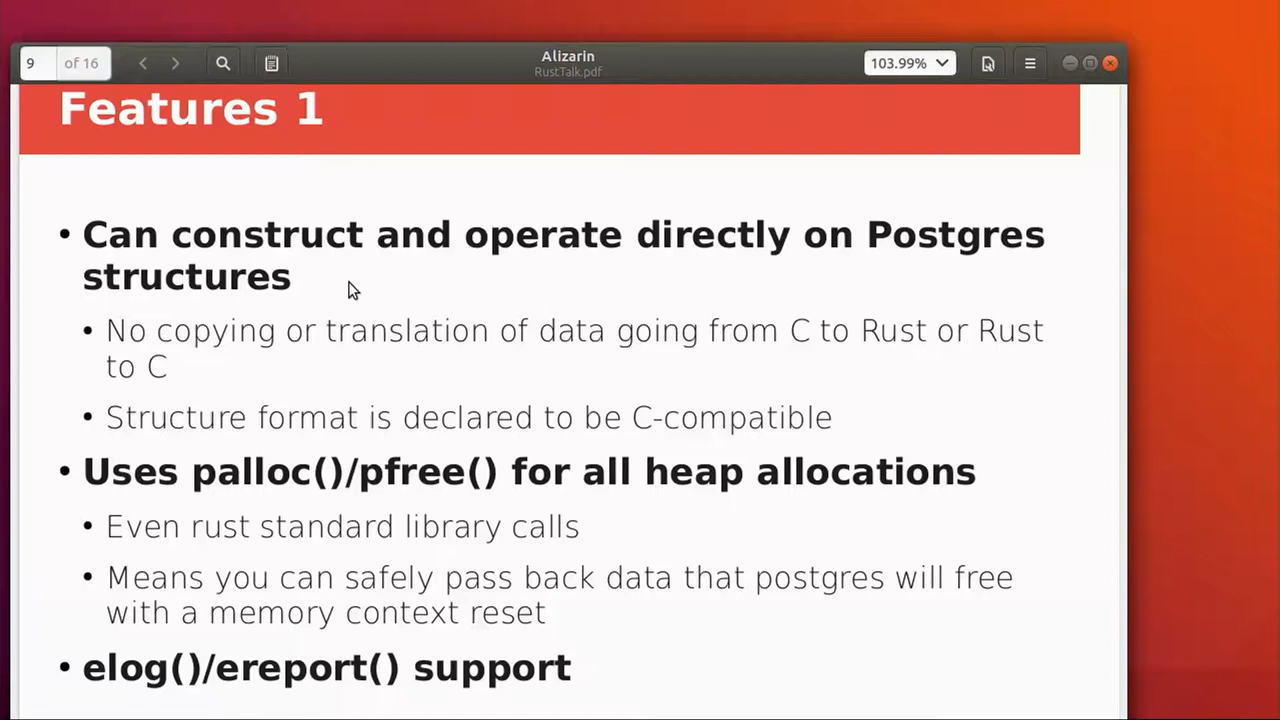 9 of 16
Alizarin
RustTalk.pdf
103.99%
Features 1
• Can construct and operate directly on Postgres
structures
• No copying or translation of data going from C to Rust or Rust
to C
• Structure format is declared to be C-compatible
• Uses palloc()/pfree() for all heap allocations
• Even rust standard library calls
• Means you can safely pass back data that postgres will free
with a memory context reset
• elog()/ereport() support